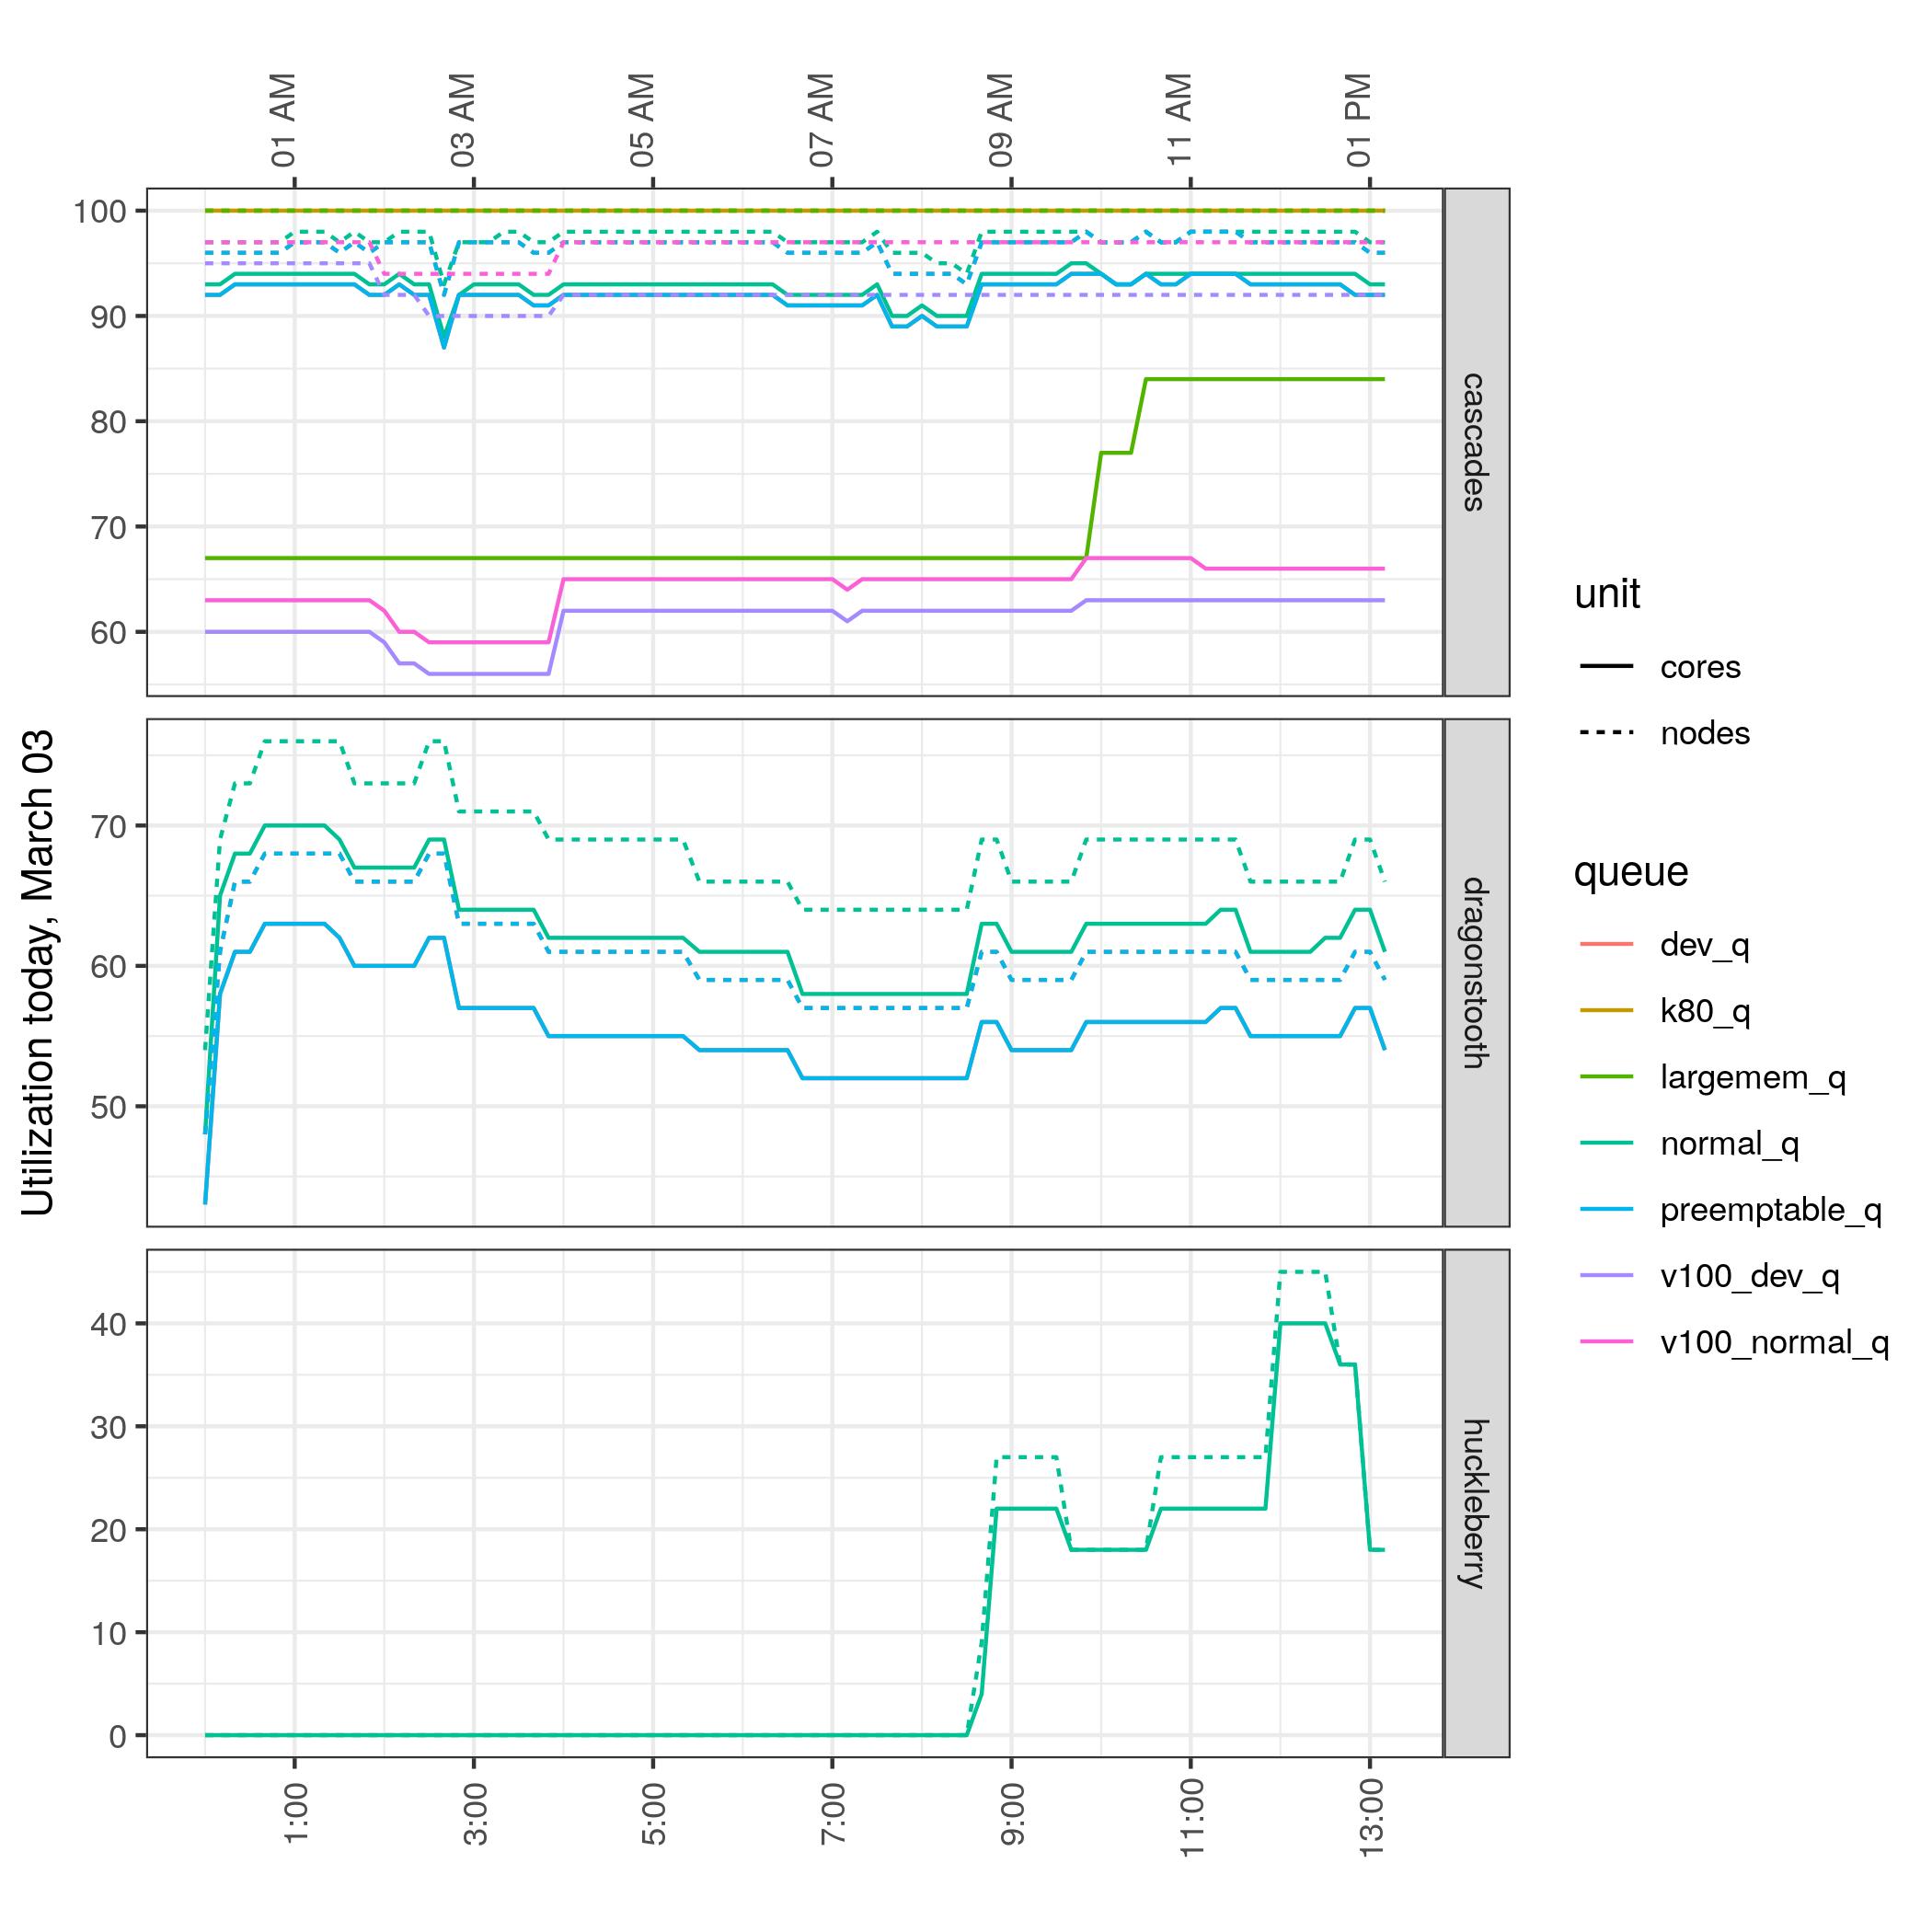 01 AM
03 AM
05 AM
07 AM
09 AM
11 AM
01 PM
Utilization today, March 03
100
90
80
70
60
cascades
70
60
50
dragonstooth
40
30
20
10
0
huckleberry
1:00
3:00
5:00
7:00
9:00
11:00
13:00
unit
cores
nodes
queue
dev_q
k80_q
largemem_q
normal_q
preemptable_q
v100_dev_q
v100_normal_q